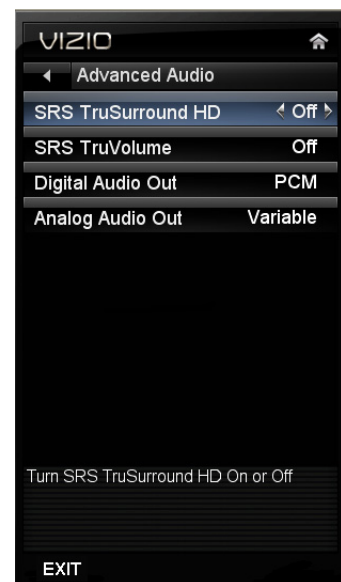 VIZIO
Advanced Audio
SRS TruSurround HD Off
SRS TruVolume Off
Digital Audio Out PCM
Analog Audio Out Variable
Turn SRS TruSurround HD On or Off
EXIT